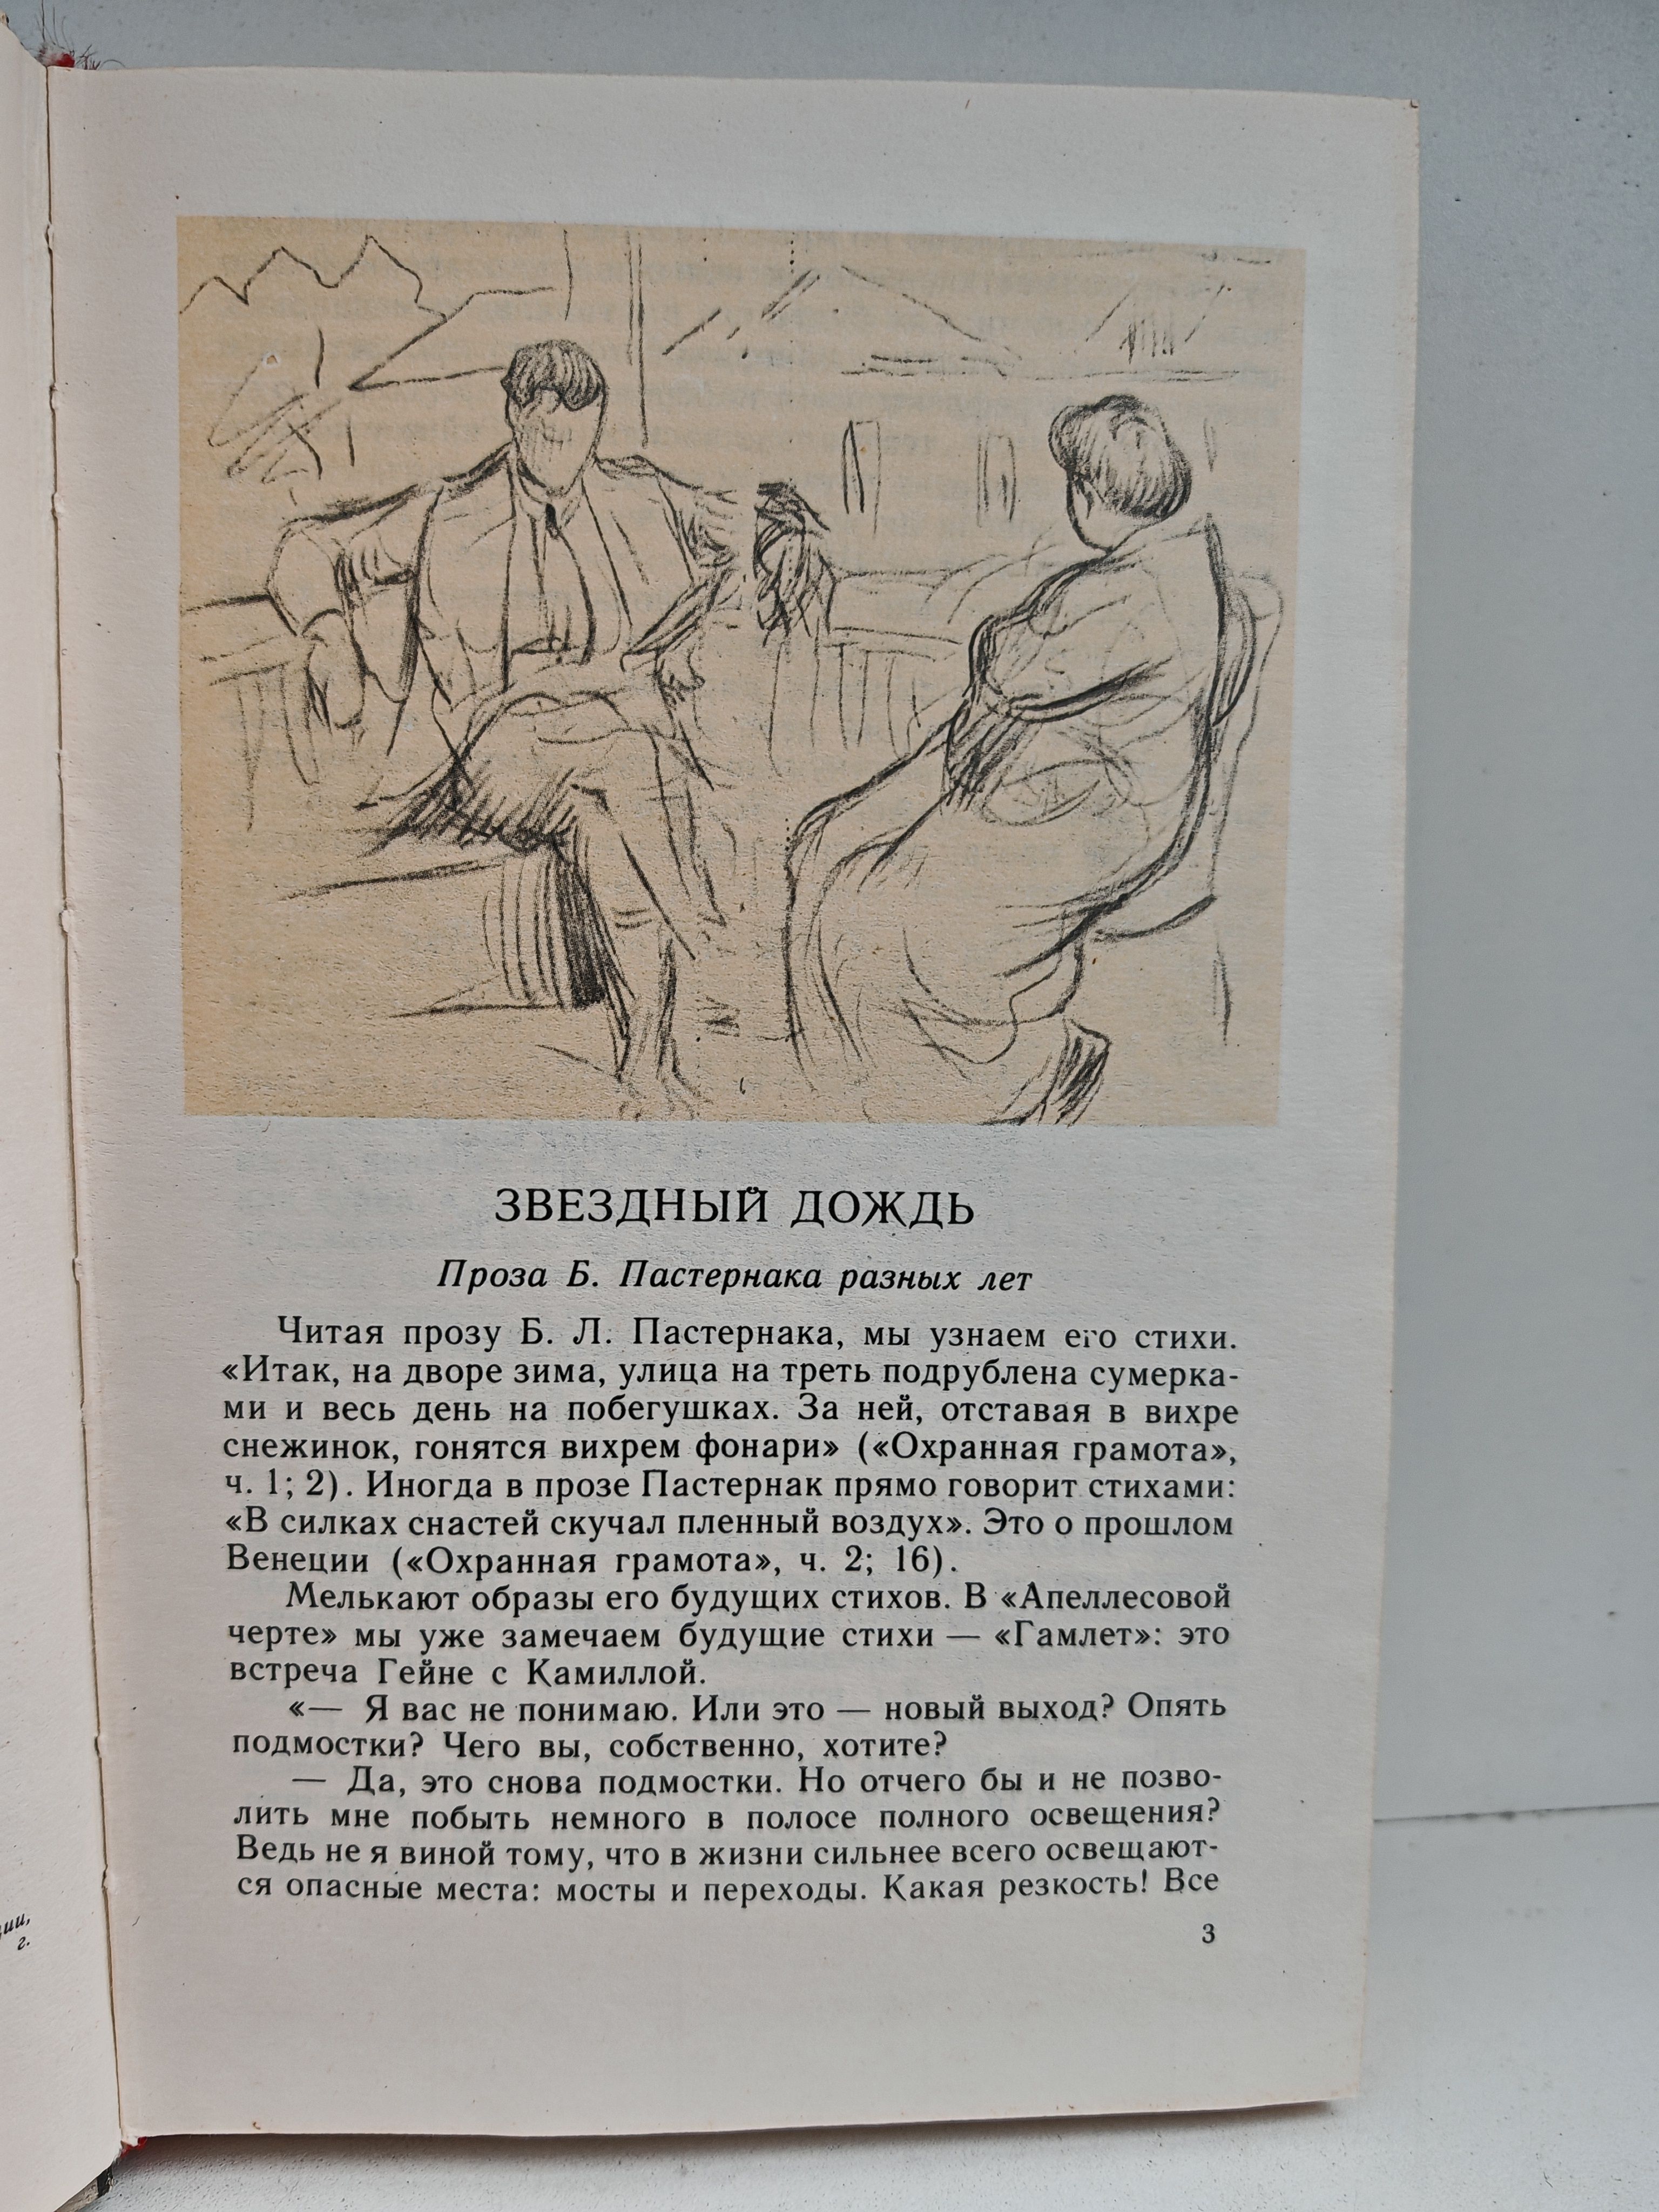 ЗВЕЗДНЫЙ ДОЖДЬ
Проза Б. Пастернака разных лет
Читая прозу Б. Л. Пастернака, мы узнаем его стихи.
«Итак, на дворе зима, улица на треть подрублена сумерка-
ми и весь день на побегушках. За ней, отставая в вихре
снежинок, гонятся вихрем фонари» («Охранная грамота»,
ч. 1; 2). Иногда в прозе Пастернак прямо говорит стихами:
«В силках снастей скучал пленный воздух». Это о прошлом
Венеции («Охранная грамота», ч. 2; 16).
Мелькают образы его будущих стихов. В «Апеллесовой
черте» мы уже замечаем будущие стихи — «Гамлет»: это
встреча Гейне с Камиллой.
«— Я вас не понимаю. Или это — новый выход? Опять
подмостки? Чего вы, собственно, хотите?
— Да, это снова подмостки. Но отчего бы и не позво-
лить мне побыть немного в полосе полного освещения?
Ведь не я виной тому, что в жизни сильнее всего освещают-
ся опасные места: мосты и переходы. Какая резкость! Все
3
г.